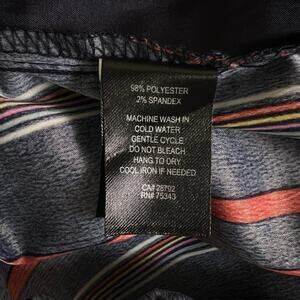 98% POLYESTER
2% SPANDEX
MACHINE WASH IN
COLD WATER
GENTLE CYCLE
DO NOT BLEACH
HANG TO DRY
COOL IRON IF NEEDED
CA# 28792
RN# 75343